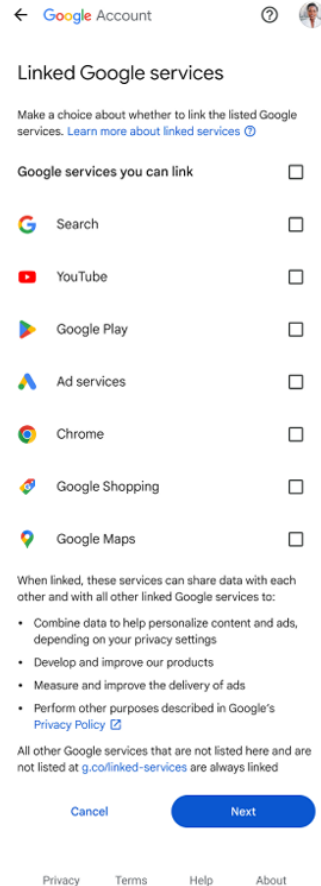 Google Account
Linked Google services
Make a choice about whether to link the listed Google
services. Learn more about linked services
Google services you can link
Search
YouTube
Google Play
Ad services
Chrome
Google Shopping
Google Maps
When linked, these services can share data with each
other and with all other linked Google services to:
• Combine data to help personalize content and ads,
depending on your privacy settings
• Develop and improve our products
• Measure and improve the delivery of ads
• Perform other purposes described in Google's
Privacy Policy
All other Google services that are not listed here and are
not listed at g.co/linked-services are always linked
Cancel Next
Privacy Terms Help About